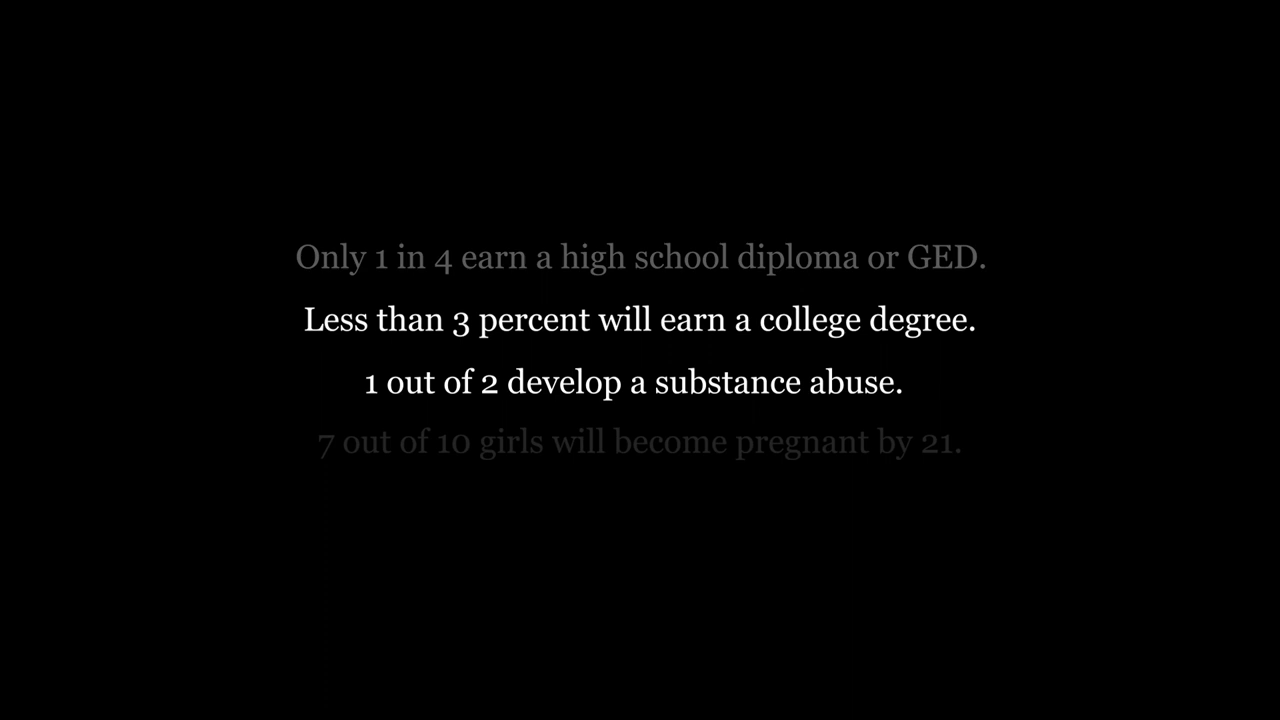 Only 1 in 4 earn a high school diploma or GED.
Less than 3 percent will earn a college degree.
1 out of 2 develop a substance abuse.
7 out of 10 girls will become pregnant by 21.